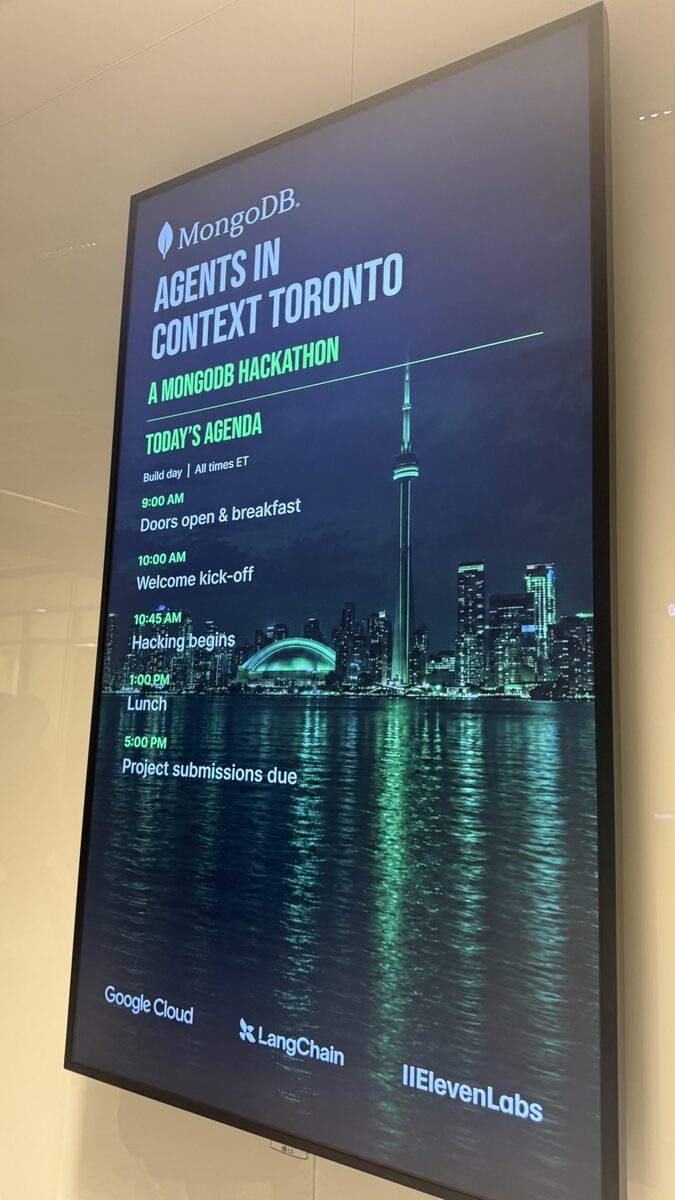 MongoDB®
AGENTS IN
CONTEXT TORONTO
A MONGODB HACKATHON
TODAY'S AGENDA
Build day | All times ET
9:00 AM
Doors open & breakfast
10:00 AM
Welcome kick-off
10:45 AM
Hacking begins
1:00 PM
Lunch
5:00 PM
Project submissions due
Google Cloud
LangChain
IIElevenLabs
LG